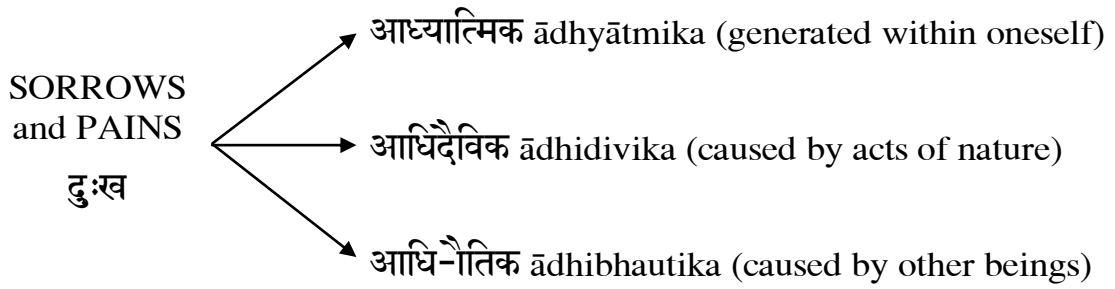 SORROWS
and PAINS
दुःख
आध्यात्मिक ādhyātmika (generated within oneself)
आधिदैविक ādhidivika (caused by acts of nature)
आधि-ौतिक ādhibhautika (caused by other beings)